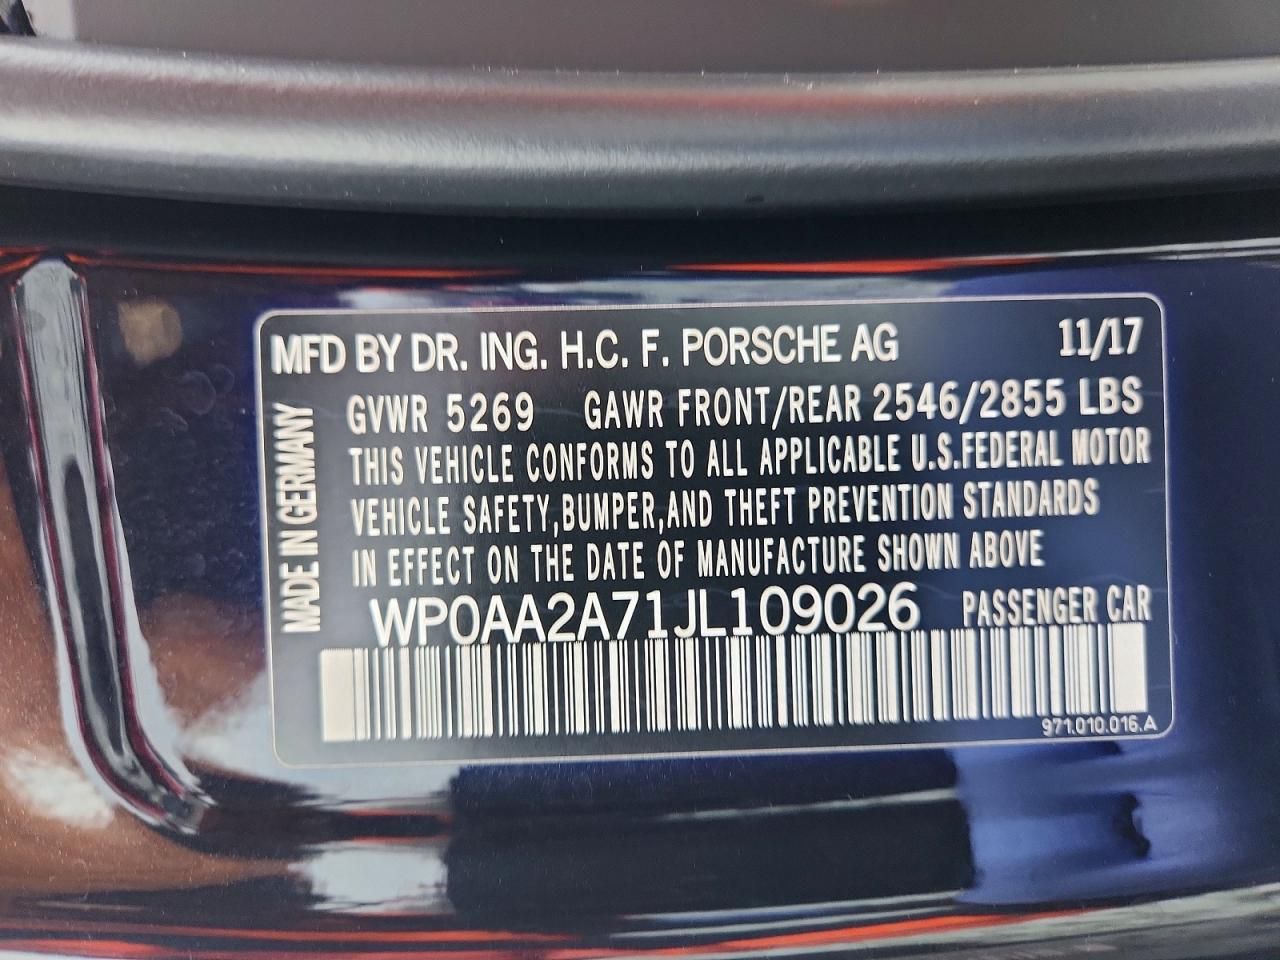 MFD BY DR. ING. H.C. F. PORSCHE AG 11/17
GVWR 5269 GAWR FRONT/REAR 2546/2855 LBS
THIS VEHICLE CONFORMS TO ALL APPLICABLE U.S.FEDERAL MOTOR
VEHICLE SAFETY,BUMPER,AND THEFT PREVENTION STANDARDS
IN EFFECT ON THE DATE OF MANUFACTURE SHOWN ABOVE
MADE IN GERMANY
WP0AA2A71JL109026 PASSENGER CAR
971.010.016.A